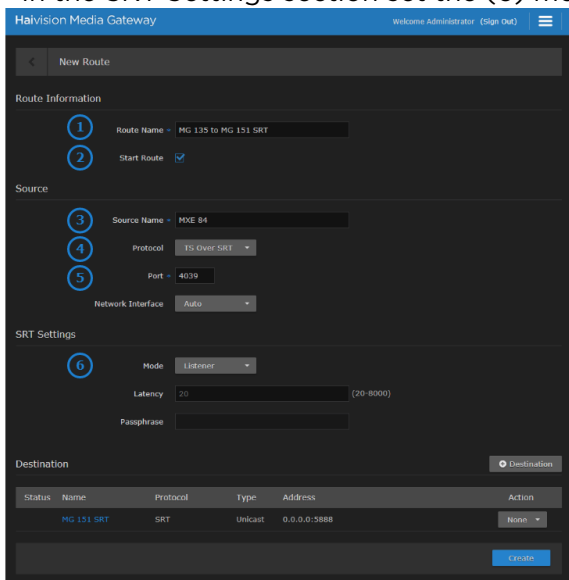 Haivision Media Gateway
Welcome Administrator (Sign Out)
New Route
Route Information
1 Route Name * MG 135 to MG 151 SRT
2 Start Route
Source
3 Source Name * MXE 84
4 Protocol TS Over SRT
5 Port * 4039
Network Interface Auto
SRT Settings
6 Mode Listener
Latency 20 (20-8000)
Passphrase
Destination
Destination
Status Name Protocol Type Address Action
MG 151 SRT SRT Unicast 0.0.0.0:5888 None
Create